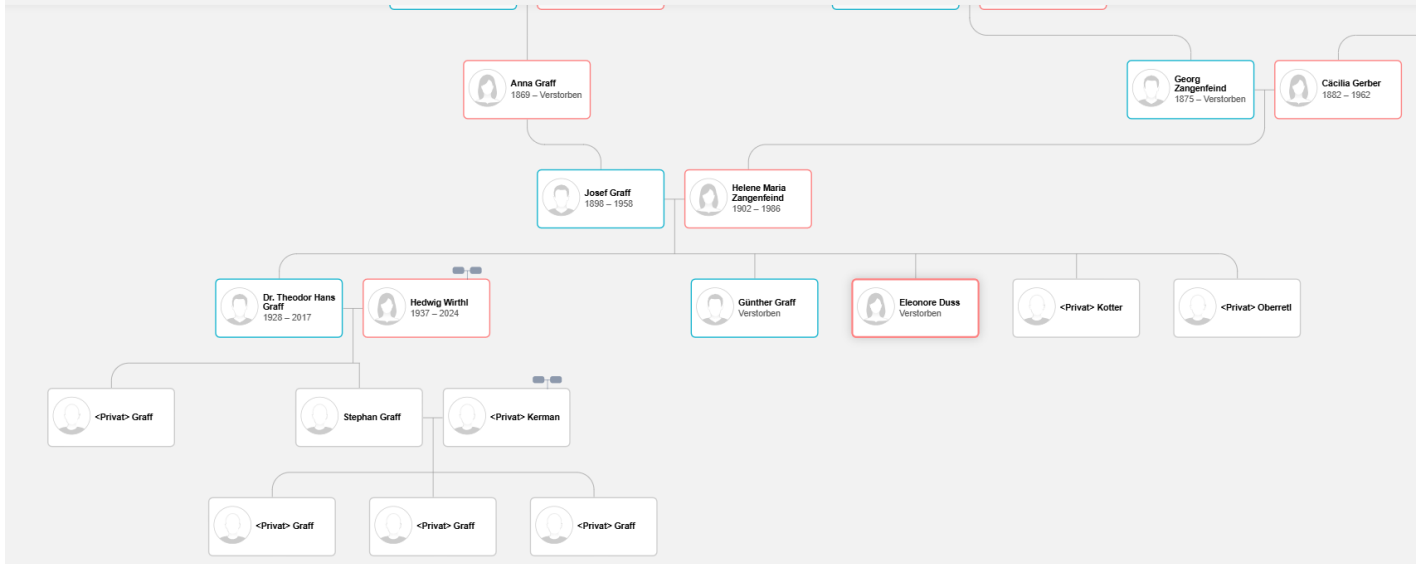 Anna Graff
1869 – Verstorben
Georg
Zangenfeind
1875 – Verstorben
Cäcilia Gerber
1882 – 1962
Josef Graff
1898 – 1958
Helene Maria
Zangenfeind
1902 – 1986
Dr. Theodor Hans
Graff
1928 – 2017
Hedwig Wirthl
1937 – 2024
Günther Graff
Verstorben
Eleonore Duss
Verstorben
<Privat> Kotter
<Privat> Oberretl
<Privat> Graff
Stephan Graff
<Privat> Kerman
<Privat> Graff
<Privat> Graff
<Privat> Graff